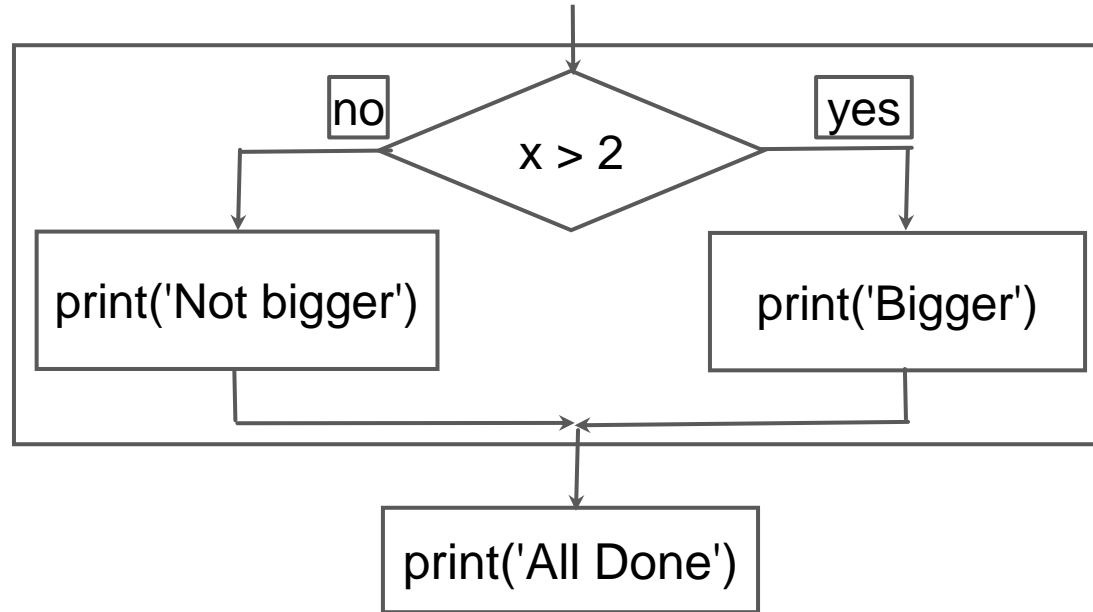 no
yes
x > 2
print('Not bigger')
print('Bigger')
print('All Done')